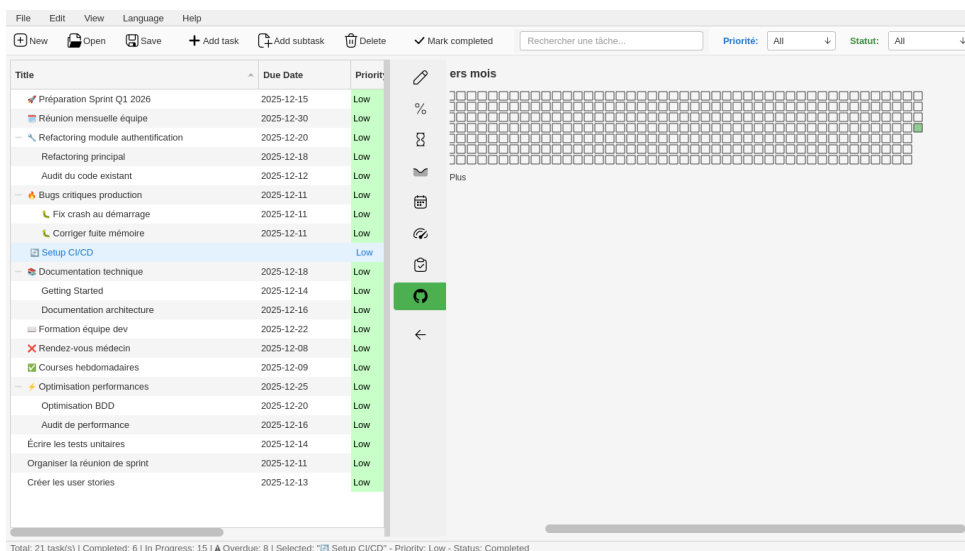 File Edit View Language Help
New Open Save Add task Add subtask Delete Mark completed Rechercher une tâche... Priorité: All Statut: All
Title Due Date Priority
🚀 Préparation Sprint Q1 2026 2025-12-15 Low
🗓️ Réunion mensuelle équipe 2025-12-30 Low
🔧 Refactoring module authentification 2025-12-20 Low
Refactoring principal 2025-12-18 Low
Audit du code existant 2025-12-12 Low
🔥 Bugs critiques production 2025-12-11 Low
🐛 Fix crash au démarrage 2025-12-11 Low
🐛 Corriger fuite mémoire 2025-12-11 Low
🔄 Setup CI/CD Low
📚 Documentation technique 2025-12-18 Low
Getting Started 2025-12-14 Low
Documentation architecture 2025-12-16 Low
📖 Formation équipe dev 2025-12-22 Low
❌ Rendez-vous médecin 2025-12-08 Low
✅ Courses hebdomadaires 2025-12-09 Low
⚡ Optimisation performances 2025-12-25 Low
Optimisation BDD 2025-12-20 Low
Audit de performance 2025-12-16 Low
Écrire les tests unitaires 2025-12-14 Low
Organiser la réunion de sprint 2025-12-11 Low
Créer les user stories 2025-12-13 Low
%
ers mois
Plus
Total: 21 task(s) | Completed: 6 | In Progress: 15 | ⚠ Overdue: 8 | Selected: "🔄 Setup CI/CD" - Priority: Low - Status: Completed